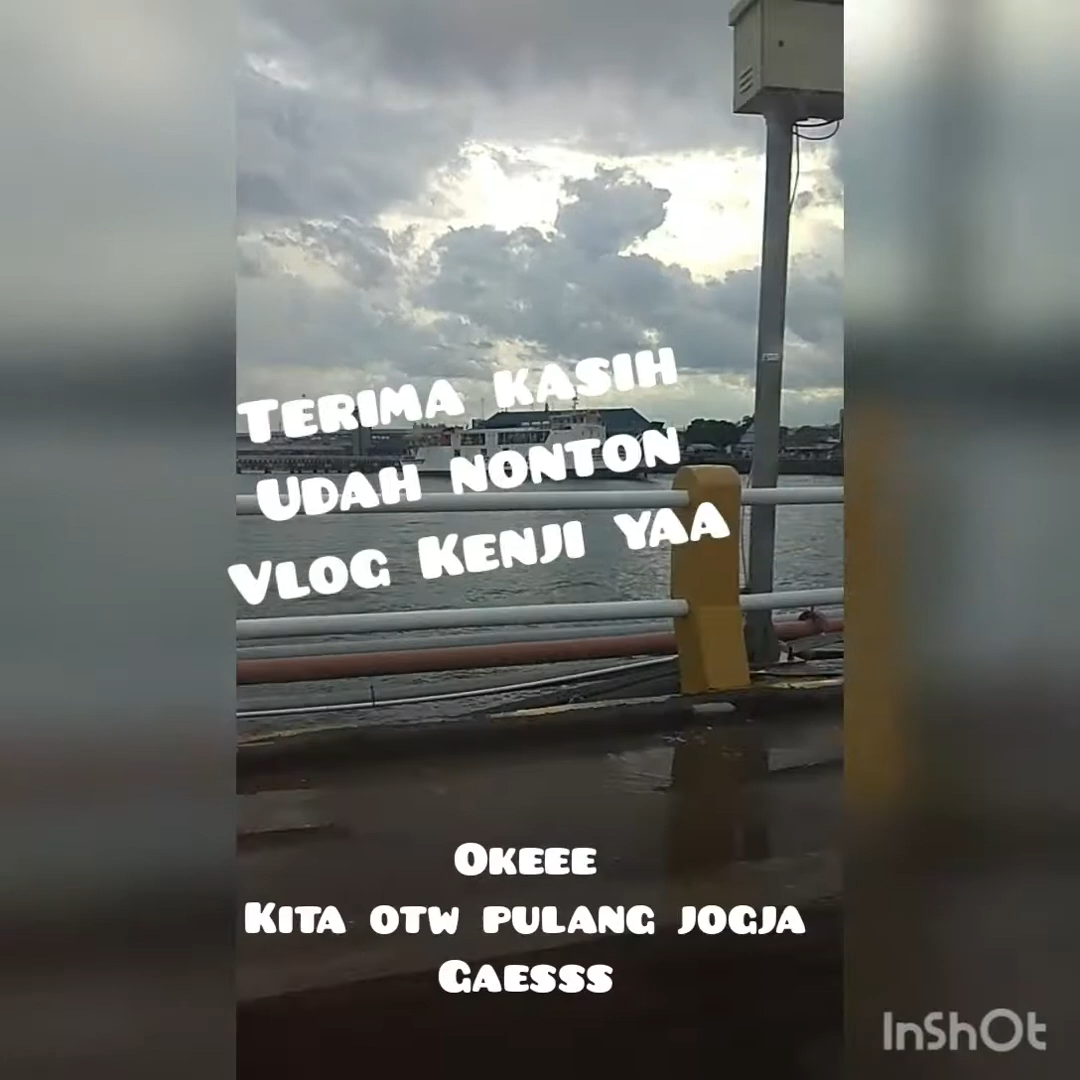 Terima kasih
Udah nonton
Vlog Kenji yaa
Okeee
Kita otw pulang jogja
Gaesss
InShOt